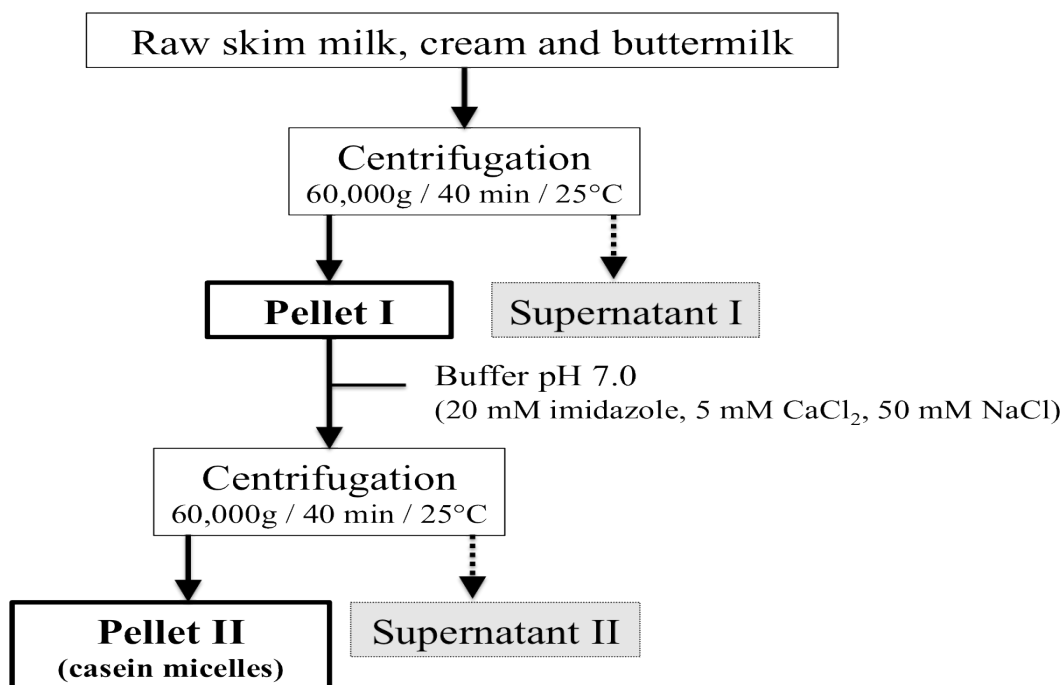 Raw skim milk, cream and buttermilk
Centrifugation
60,000g / 40 min / 25°C
Pellet I
Supernatant I
Buffer pH 7.0
(20 mM imidazole, 5 mM CaCl₂, 50 mM NaCl)
Centrifugation
60,000g / 40 min / 25°C
Pellet II
(casein micelles)
Supernatant II